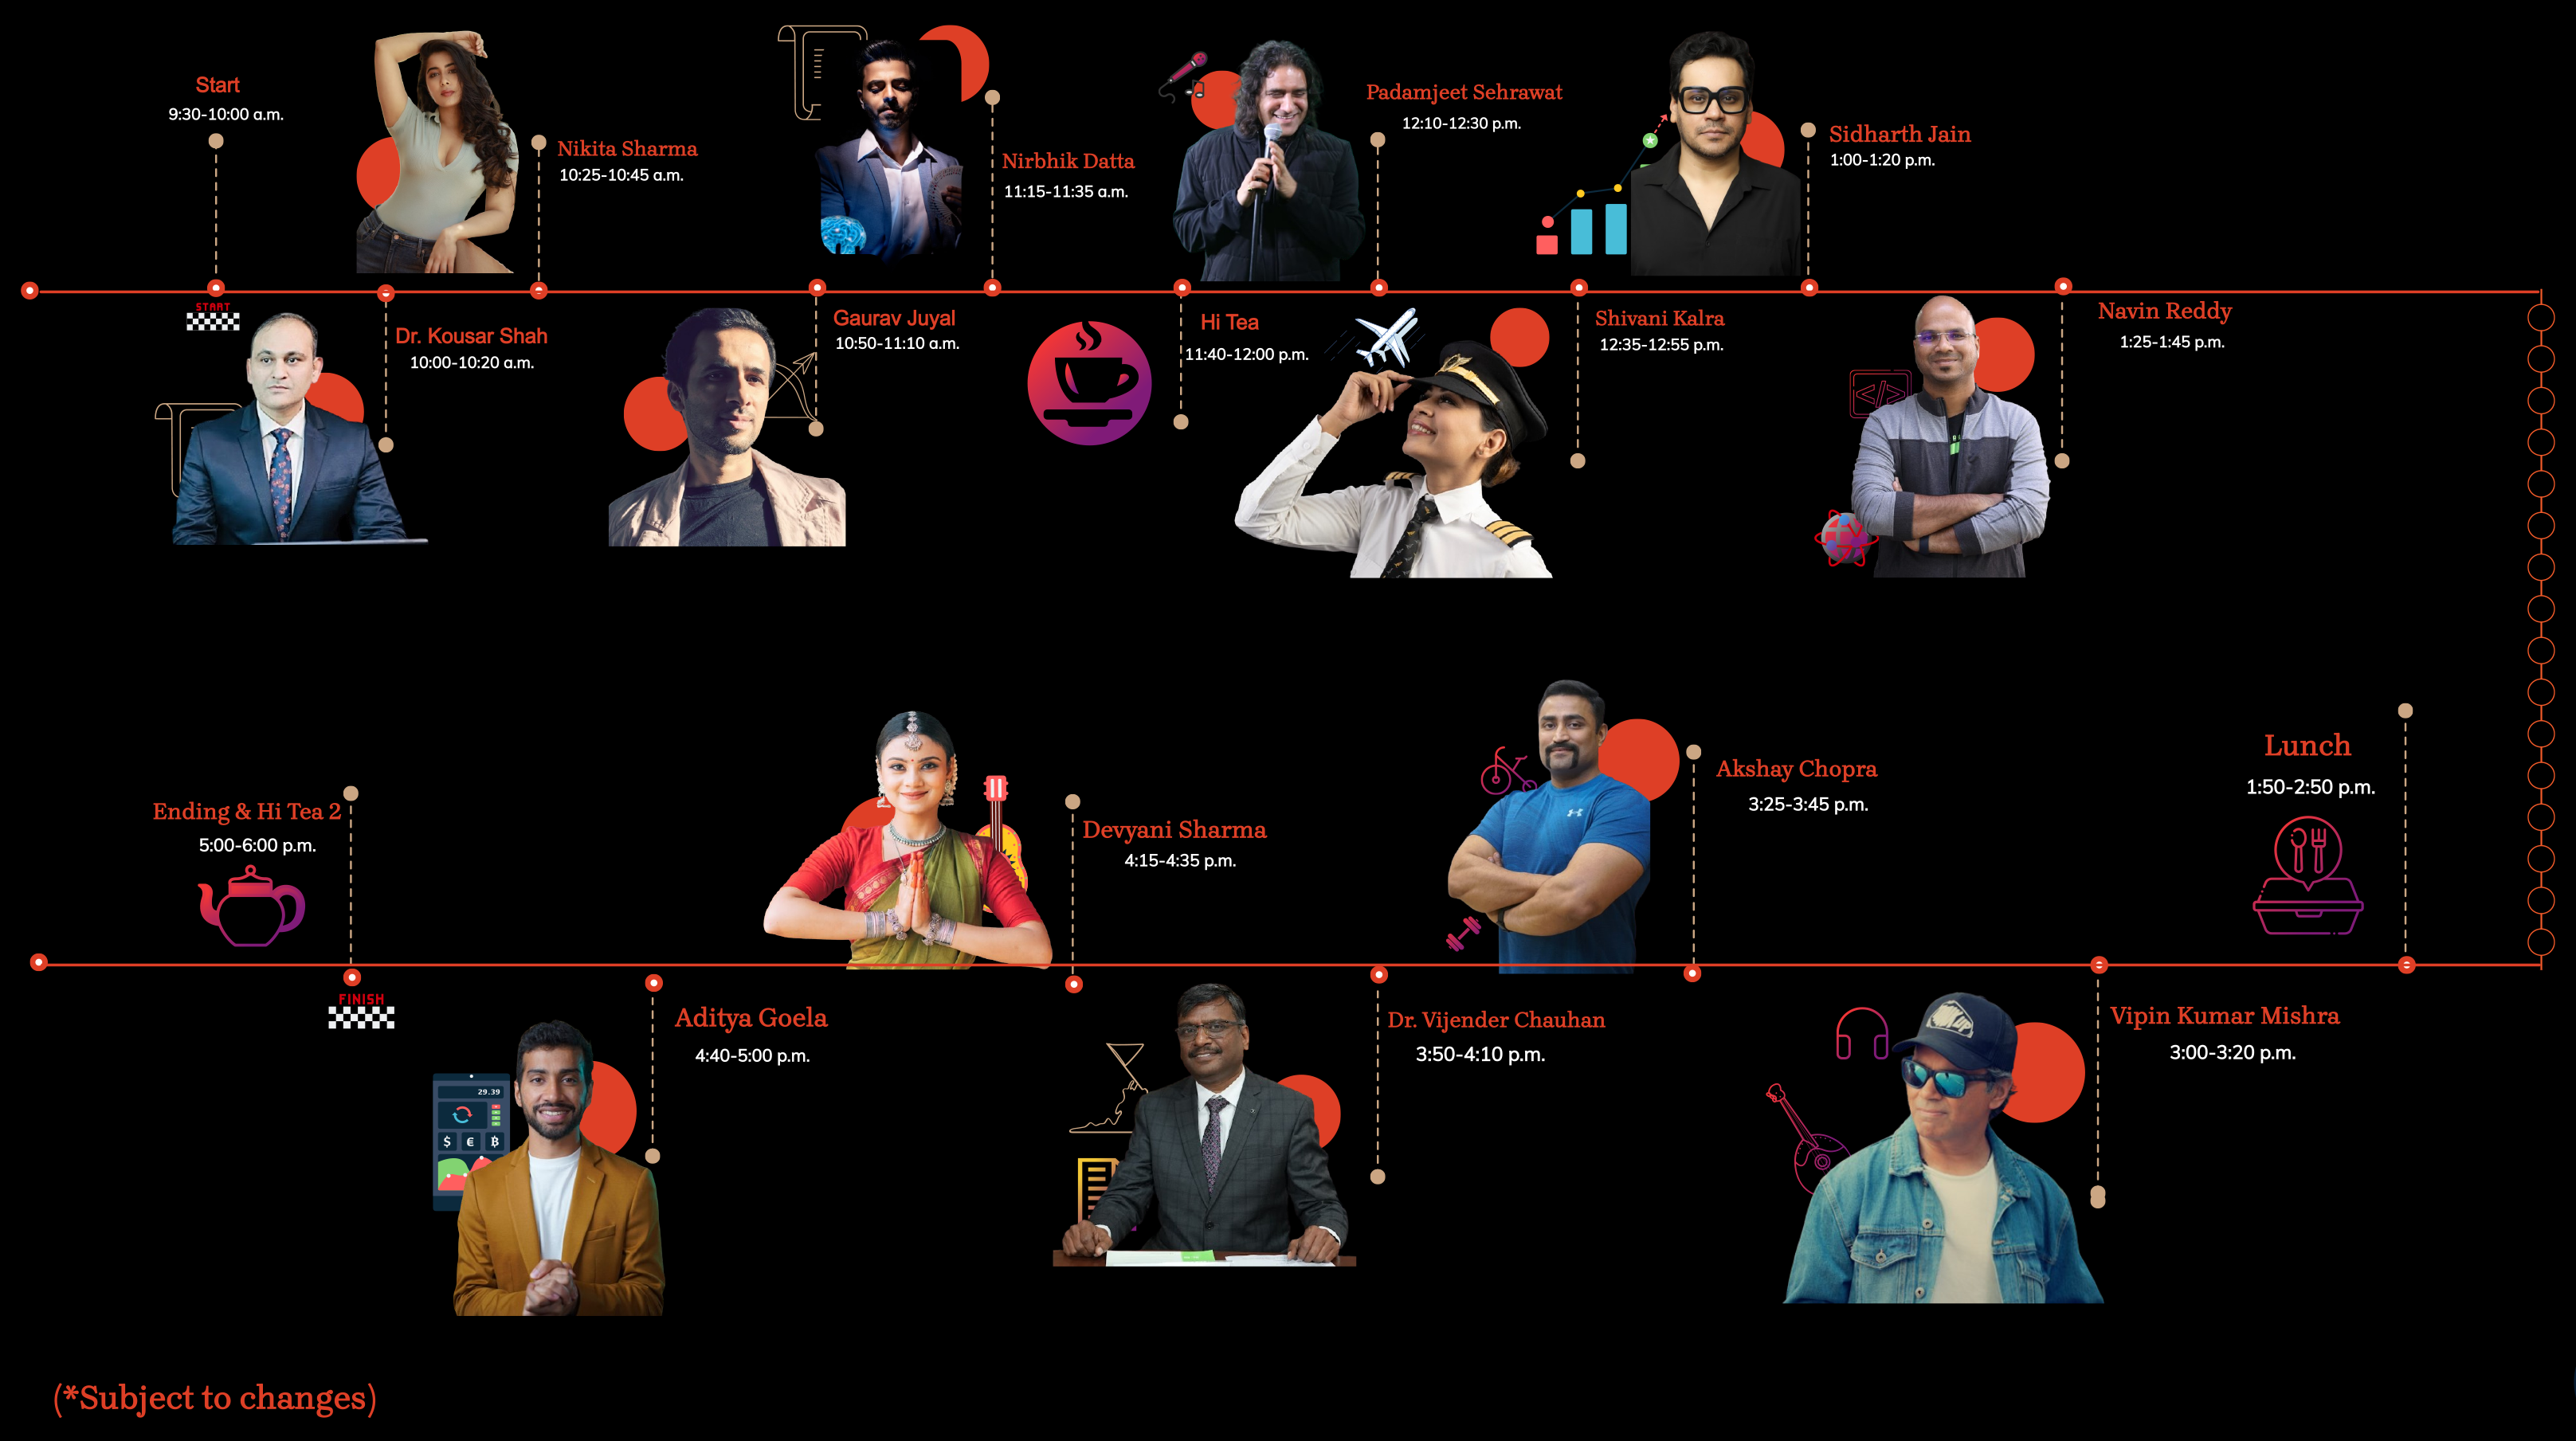 Start
9:30-10:00 a.m.
START
Dr. Kousar Shah
10:00-10:20 a.m.
Nikita Sharma
10:25-10:45 a.m.
Gaurav Juyal
10:50-11:10 a.m.
Nirbhik Datta
11:15-11:35 a.m.
Hi Tea
11:40-12:00 p.m.
Padamjeet Sehrawat
12:10-12:30 p.m.
Shivani Kalra
12:35-12:55 p.m.
Sidharth Jain
1:00-1:20 p.m.
Navin Reddy
1:25-1:45 p.m.
</>
Lunch
1:50-2:50 p.m.
Vipin Kumar Mishra
3:00-3:20 p.m.
Akshay Chopra
3:25-3:45 p.m.
Dr. Vijender Chauhan
3:50-4:10 p.m.
Devyani Sharma
4:15-4:35 p.m.
Aditya Goela
4:40-5:00 p.m.
29.39
$ € ₿
Ending & Hi Tea 2
5:00-6:00 p.m.
FINISH
(*Subject to changes)